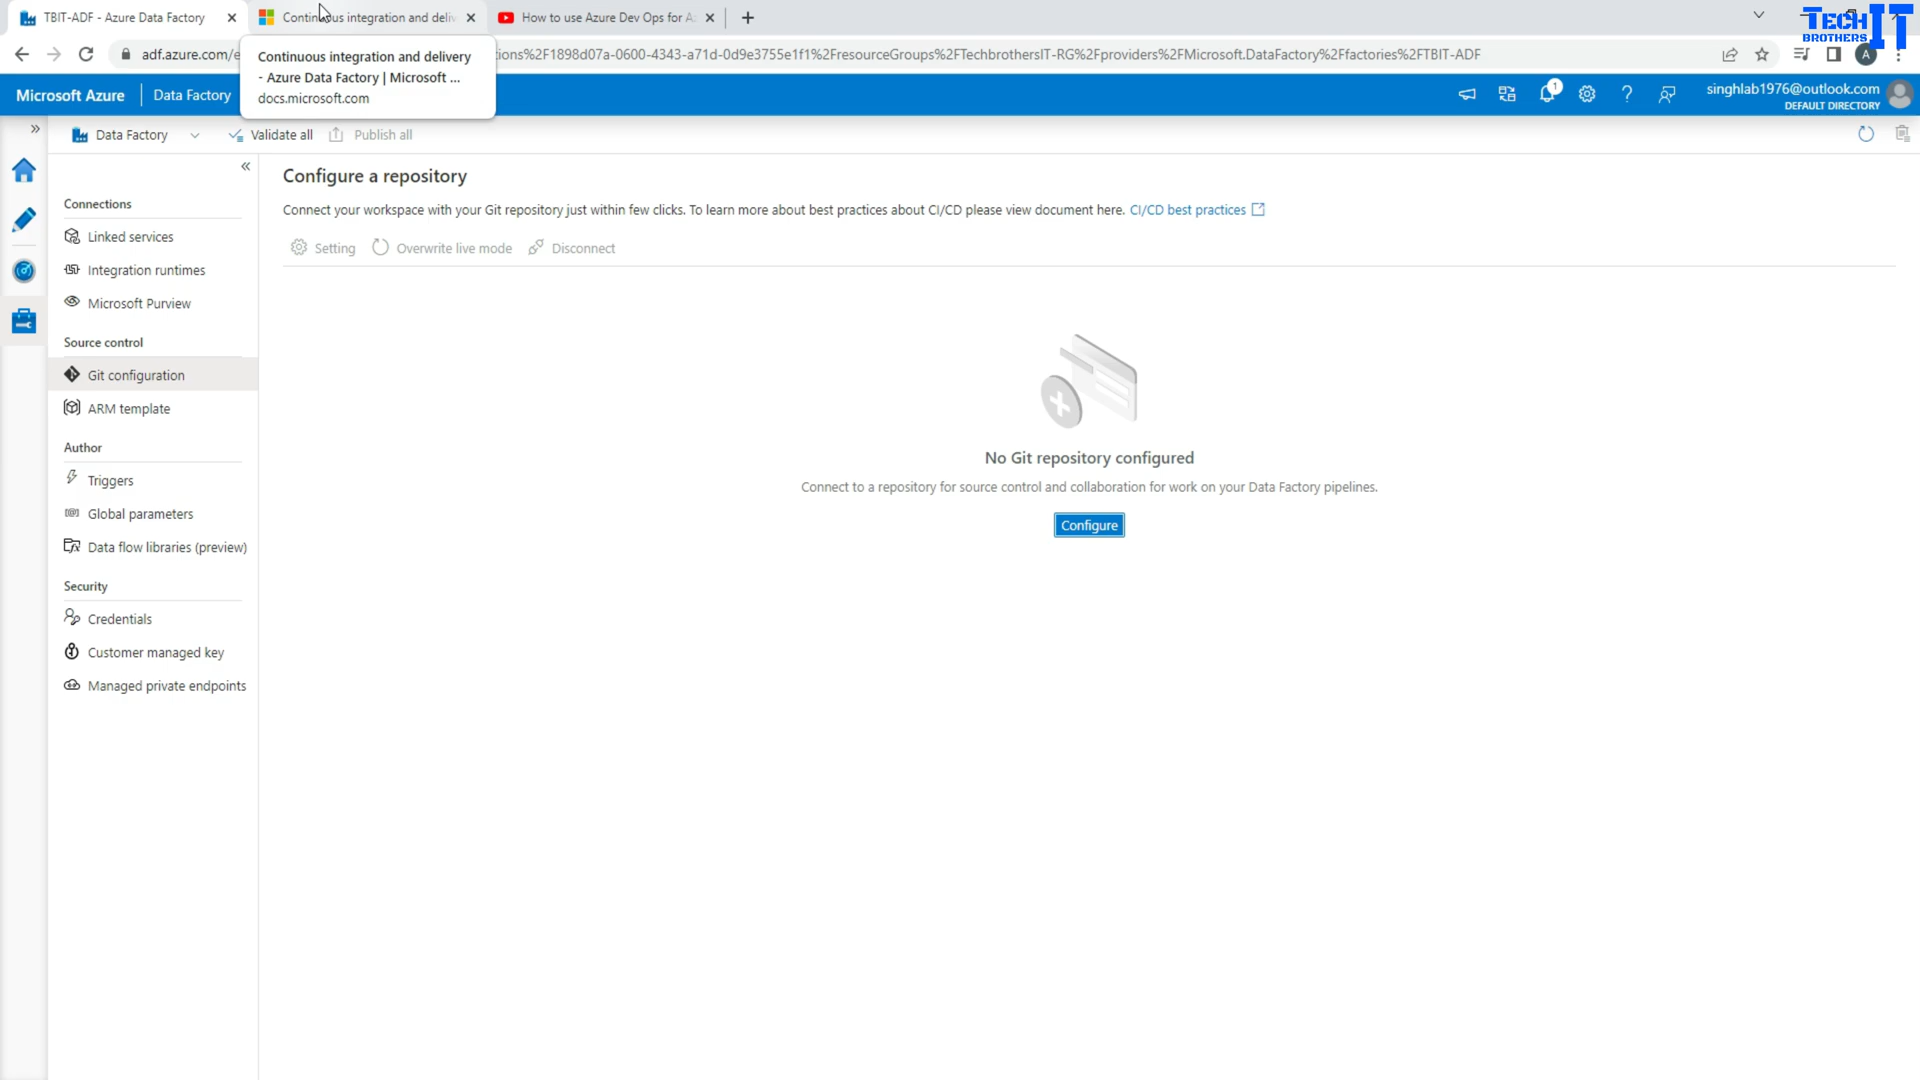 TBIT-ADF - Azure Data Factory
Continuous integration and deliv
How to use Azure Dev Ops for A
TECH IT
BROTHERS
adf.azure.com/e
ions%2F1898d07a-0600-4343-a71d-0d9e3755e1f1%2FresourceGroups%2FTechbrothersIT-RG%2Fproviders%2FMicrosoft.DataFactory%2Ffactories%2FTBIT-ADF
A
Continuous integration and delivery
- Azure Data Factory | Microsoft ...
docs.microsoft.com
Microsoft Azure
Data Factory
1
singhlab1976@outlook.com
DEFAULT DIRECTORY
Data Factory
Validate all
Publish all
Configure a repository
Connect your workspace with your Git repository just within few clicks. To learn more about best practices about CI/CD please view document here. CI/CD best practices
Setting
Overwrite live mode
Disconnect
Connections
Linked services
Integration runtimes
Microsoft Purview
Source control
Git configuration
ARM template
Author
Triggers
Global parameters
Data flow libraries (preview)
Security
Credentials
Customer managed key
Managed private endpoints
No Git repository configured
Connect to a repository for source control and collaboration for work on your Data Factory pipelines.
Configure